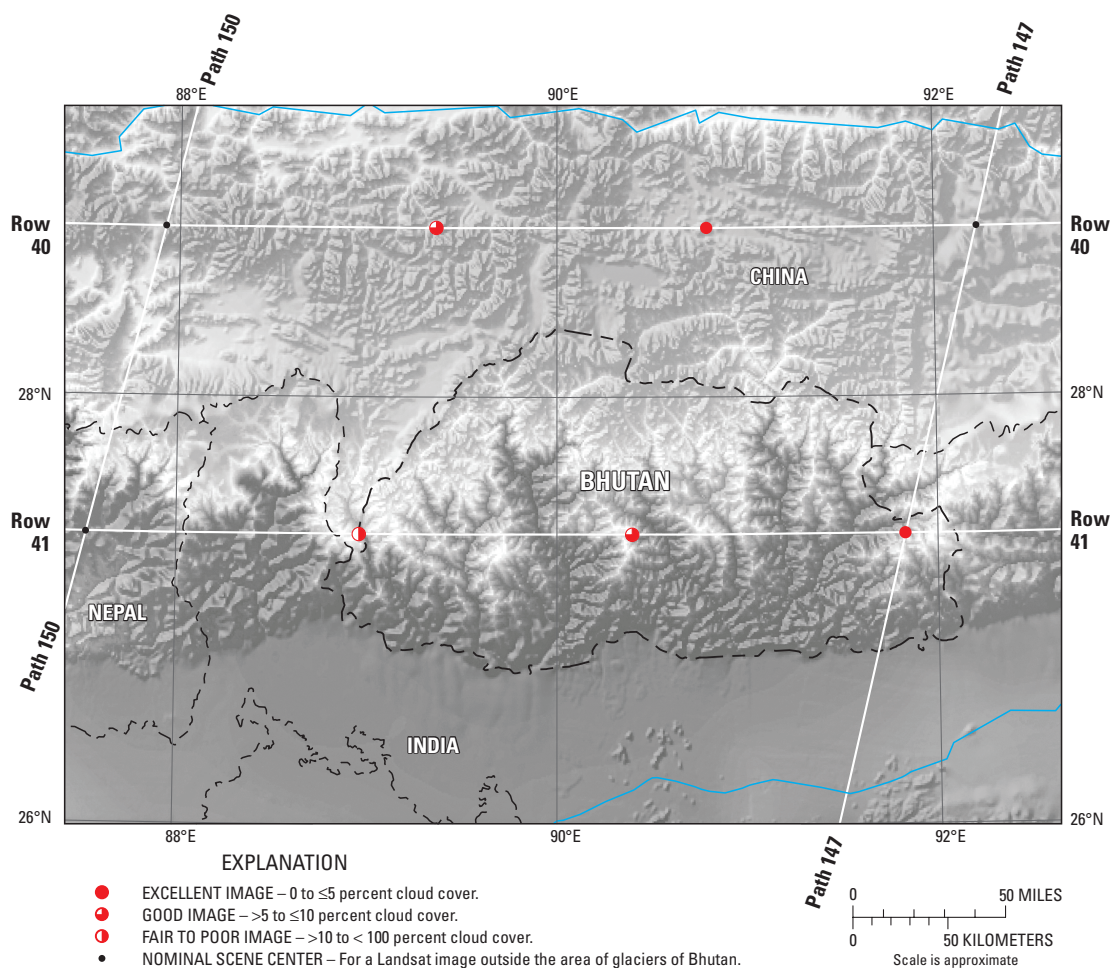 Path 150
Path 147
88°E
90°E
92°E
Row
40
Row
40
CHINA
28°N
28°N
BHUTAN
Row
41
Row
41
NEPAL
Path 150
INDIA
26°N
26°N
88°E
90°E
92°E
Path 147
EXPLANATION
EXCELLENT IMAGE – 0 to ≤5 percent cloud cover.
GOOD IMAGE – >5 to ≤10 percent cloud cover.
FAIR TO POOR IMAGE – >10 to < 100 percent cloud cover.
NOMINAL SCENE CENTER – For a Landsat image outside the area of glaciers of Bhutan.
0 50 MILES
0 50 KILOMETERS
Scale is approximate